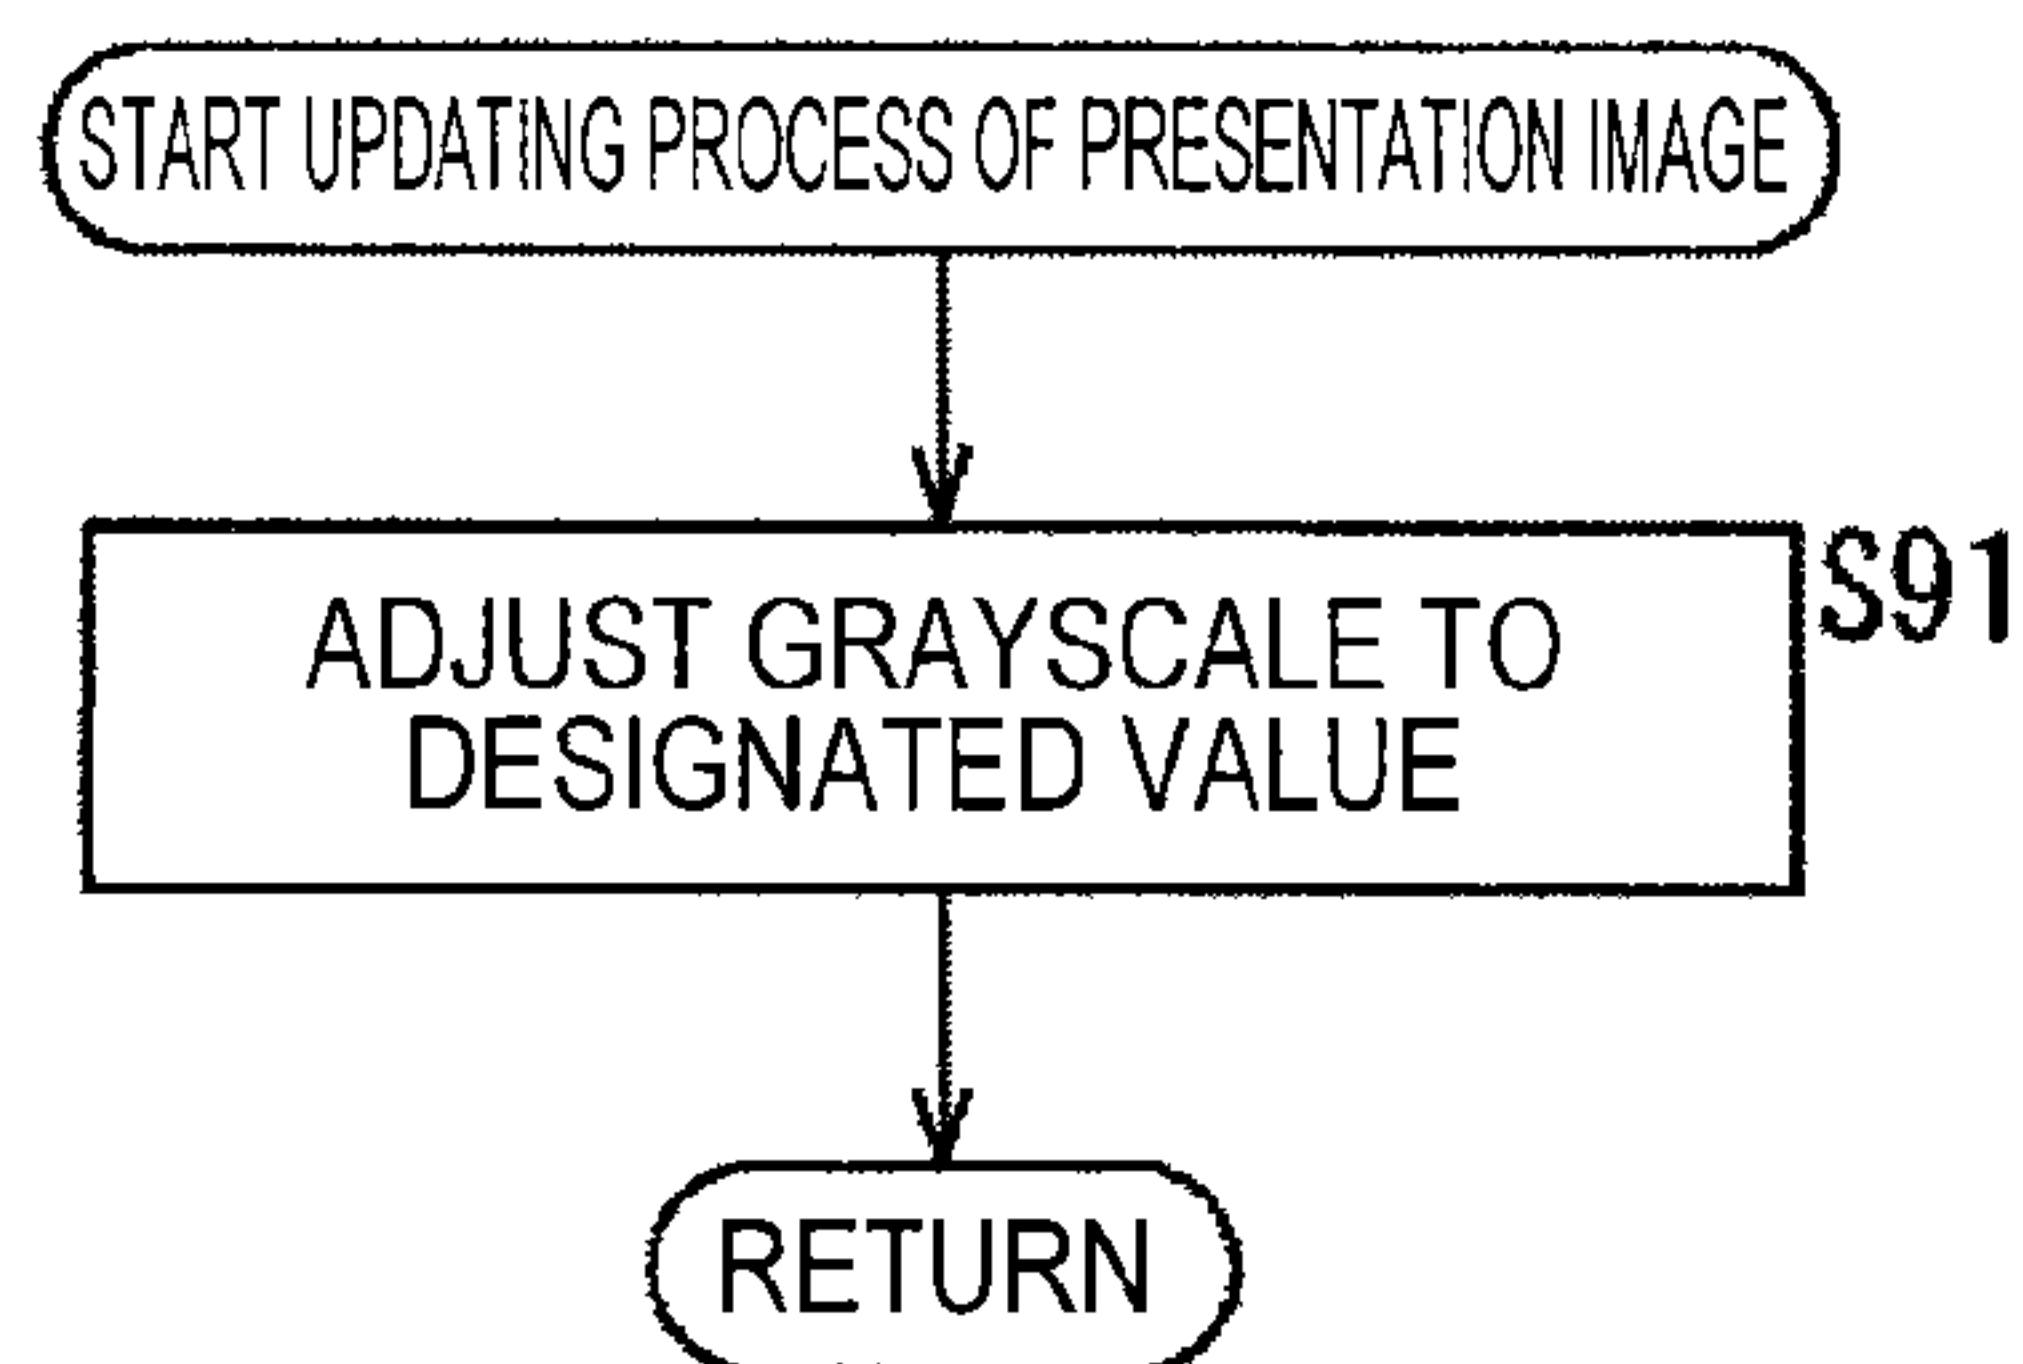 START UPDATING PROCESS OF PRESENTATION IMAGE
S91
ADJUST GRAYSCALE TO
DESIGNATED VALUE
RETURN